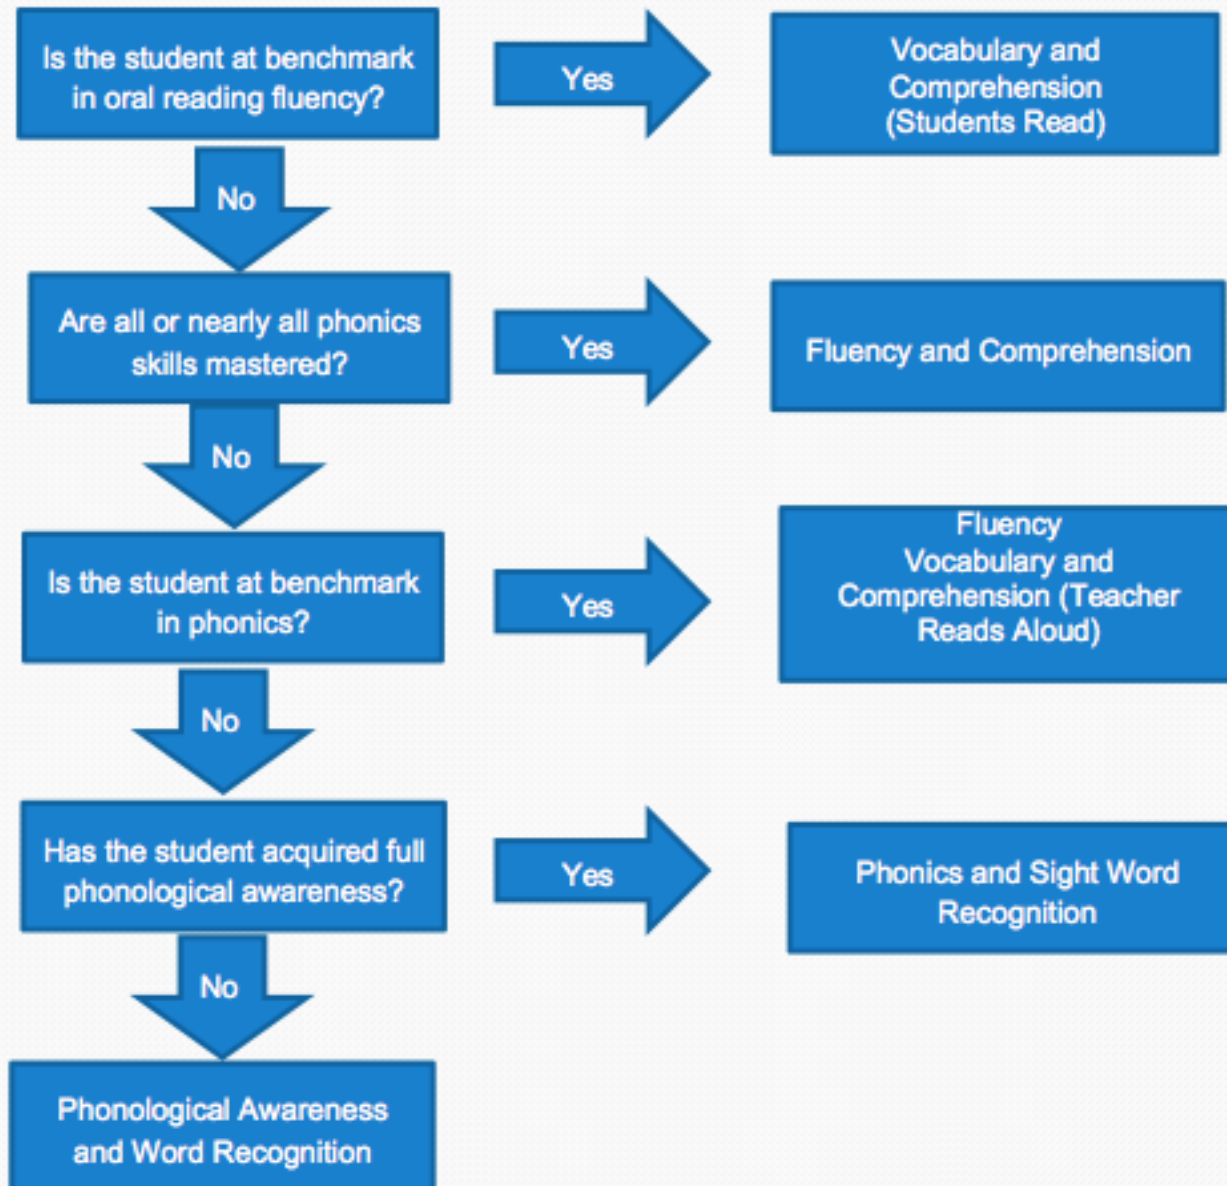 Is the student at benchmark
in oral reading fluency?
Yes
Vocabulary and
Comprehension
(Students Read)
No
Are all or nearly all phonics
skills mastered?
Yes
Fluency and Comprehension
No
Is the student at benchmark
in phonics?
Yes
Fluency
Vocabulary and
Comprehension (Teacher
Reads Aloud)
No
Has the student acquired full
phonological awareness?
Yes
Phonics and Sight Word
Recognition
No
Phonological Awareness
and Word Recognition